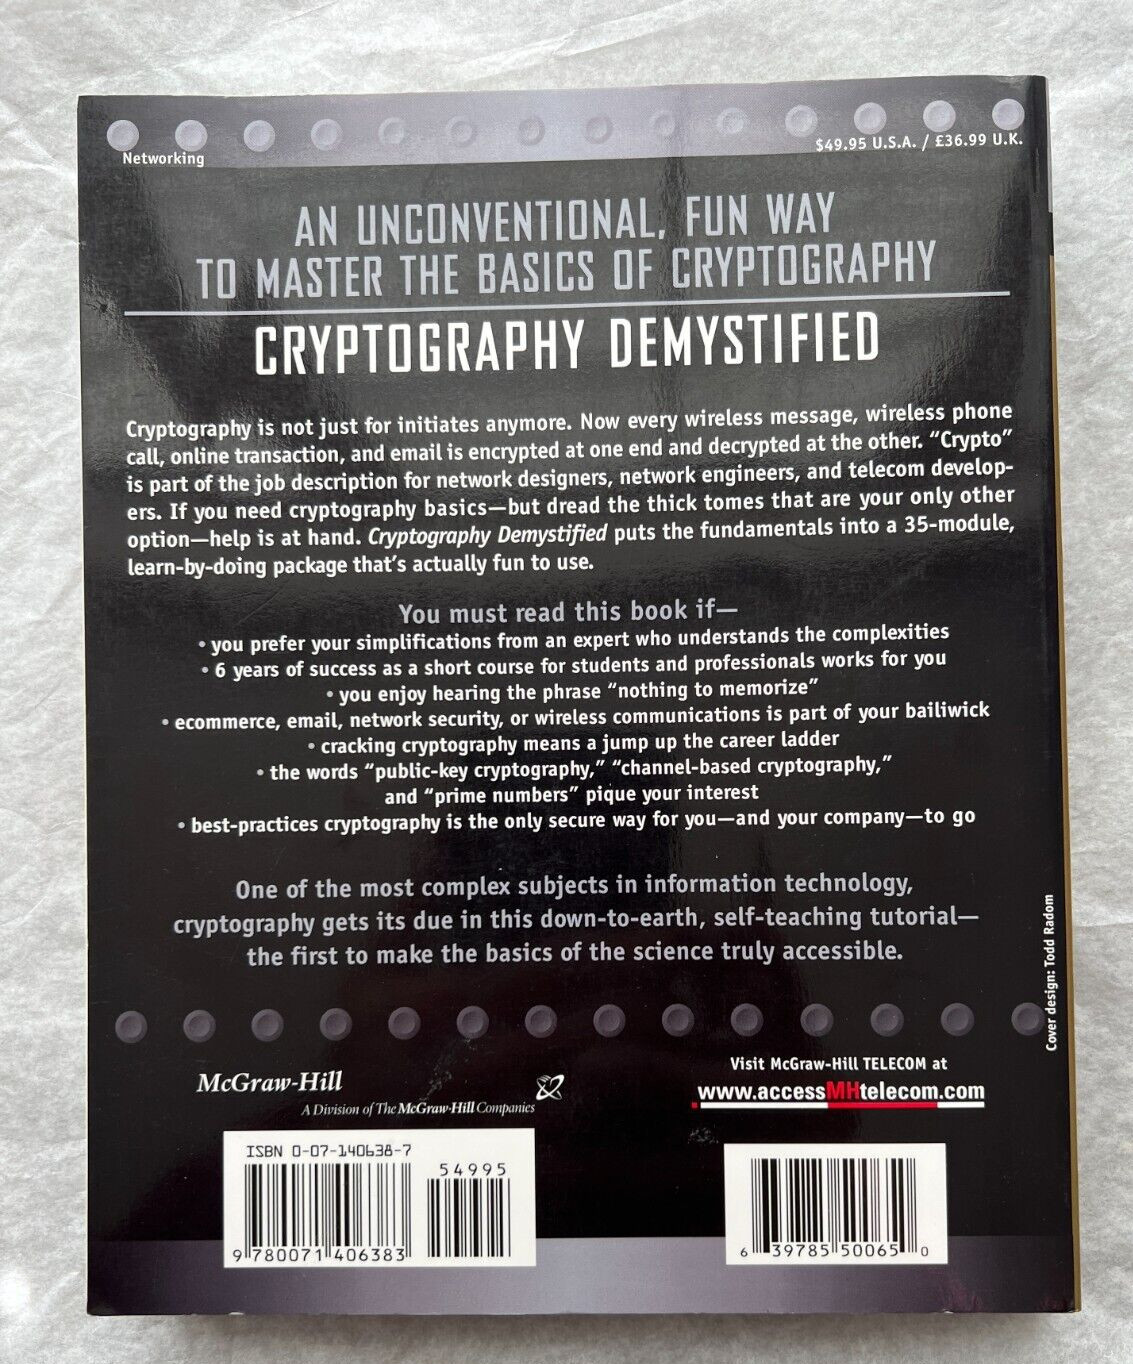 Networking
$49.95 U.S.A. / £36.99 U.K.
AN UNCONVENTIONAL, FUN WAY
TO MASTER THE BASICS OF CRYPTOGRAPHY
CRYPTOGRAPHY DEMYSTIFIED
Cryptography is not just for initiates anymore. Now every wireless message, wireless phone
call, online transaction, and email is encrypted at one end and decrypted at the other. “Crypto”
is part of the job description for network designers, network engineers, and telecom develop-
ers. If you need cryptography basics—but dread the thick tomes that are your only other
option—help is at hand. Cryptography Demystified puts the fundamentals into a 35-module,
learn-by-doing package that’s actually fun to use.
You must read this book if—
• you prefer your simplifications from an expert who understands the complexities
• 6 years of success as a short course for students and professionals works for you
• you enjoy hearing the phrase “nothing to memorize”
• ecommerce, email, network security, or wireless communications is part of your bailiwick
• cracking cryptography means a jump up the career ladder
• the words “public-key cryptography,” “channel-based cryptography,”
and “prime numbers” pique your interest
• best-practices cryptography is the only secure way for you—and your company—to go
One of the most complex subjects in information technology,
cryptography gets its due in this down-to-earth, self-teaching tutorial—
the first to make the basics of the science truly accessible.
Cover design: Todd Radom
McGraw-Hill
A Division of The McGraw-Hill Companies
Visit McGraw-Hill TELECOM at
www.accessMHtelecom.com
ISBN 0-07-140638-7
54995
9 780071 406383
6 39785 50065 0